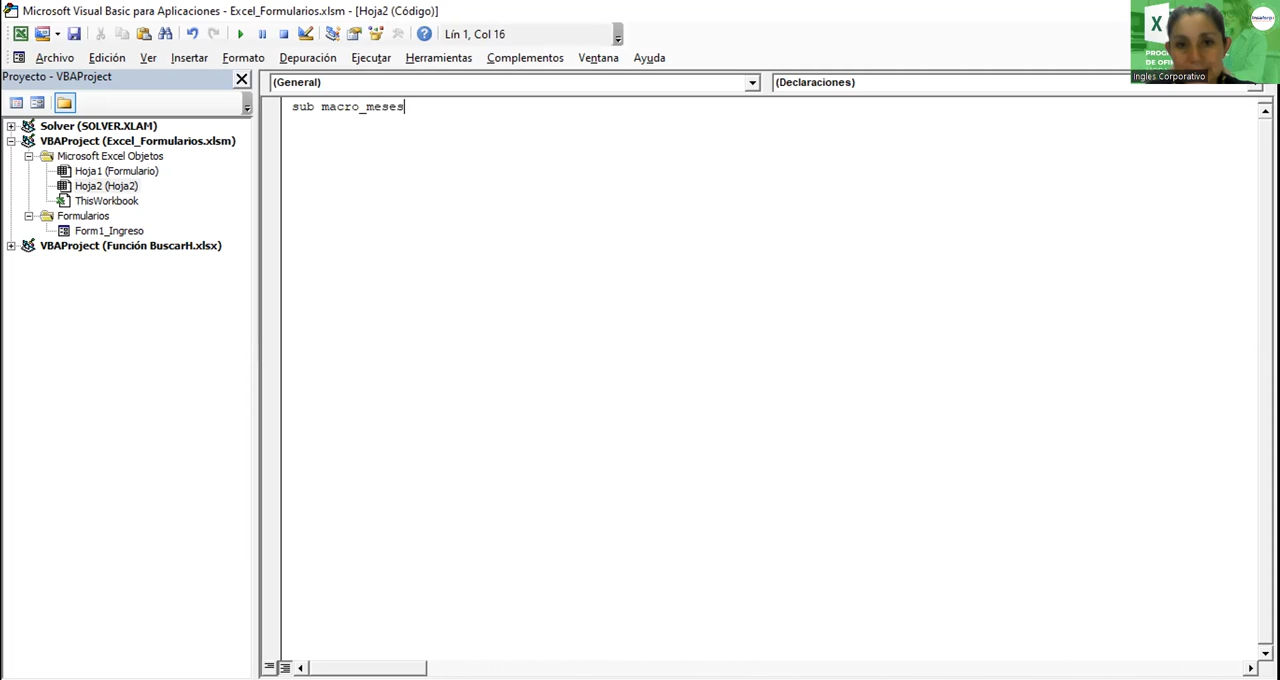 Microsoft Visual Basic para Aplicaciones - Excel_Formularios.xlsm - [Hoja2 (Código)]
Lín 1, Col 16
Archivo Edición Ver Insertar Formato Depuración Ejecutar Herramientas Complementos Ventana Ayuda
Proyecto - VBAProject
(General) (Declaraciones)
sub macro_meses
Solver (SOLVER.XLAM)
VBAProject (Excel_Formularios.xlsm)
Microsoft Excel Objetos
Hoja1 (Formulario)
Hoja2 (Hoja2)
ThisWorkbook
Formularios
Form1_Ingreso
VBAProject (Función BuscarH.xlsx)
X
DE OFI
Ingles Corporativo